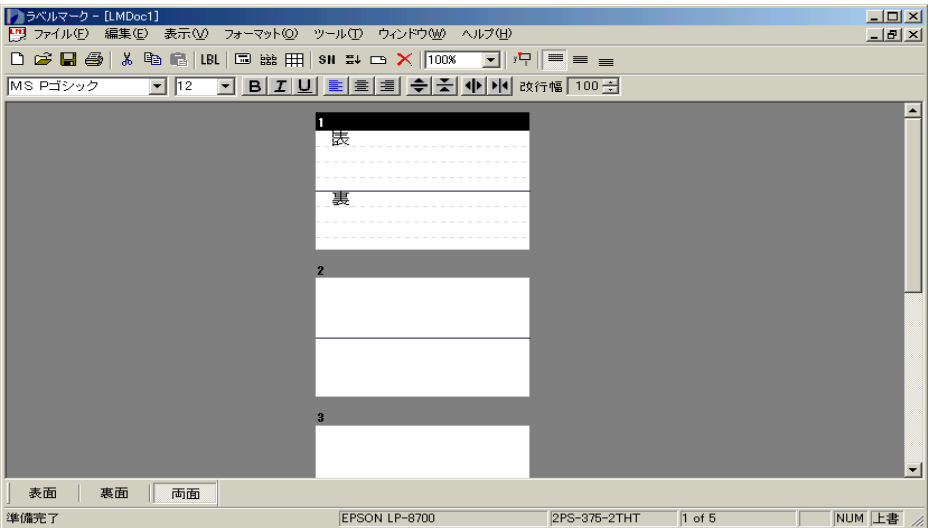 ラベルマーク - [LMDoc1]
ファイル(F) 編集(E) 表示(V) フォーマット(O) ツール(T) ウィンドウ(W) ヘルプ(H)
LBL SN 100%
MS Pゴシック 12 B I U 改行幅 100
1
表
裏
2
3
表面 裏面 両面
準備完了 EPSON LP-8700 2PS-375-2THT 1 of 5 NUM 上書